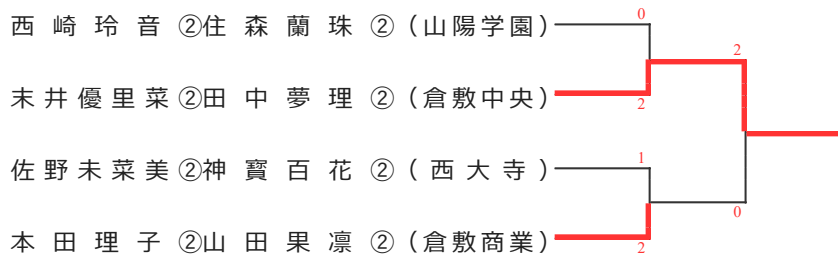 0
西崎玲音②住森蘭珠②(山陽学園)
2
末井優里菜②田中夢理②(倉敷中央)
2
1
佐野未菜美②神寳百花②(西大寺)
0
本田理子②山田果凛②(倉敷商業)
2